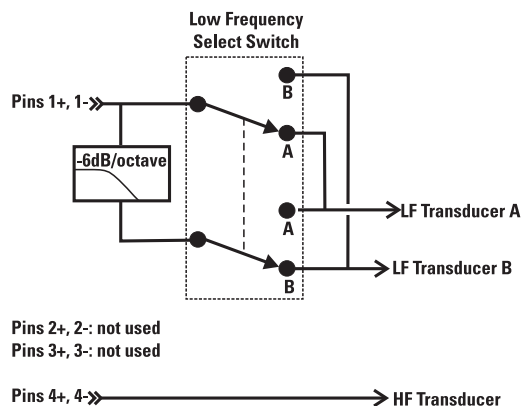 Low Frequency
Select Switch
Pins 1+, 1-
B
A
-6dB/octave
A
LF Transducer A
B
LF Transducer B
Pins 2+, 2-: not used
Pins 3+, 3-: not used
Pins 4+, 4-
HF Transducer